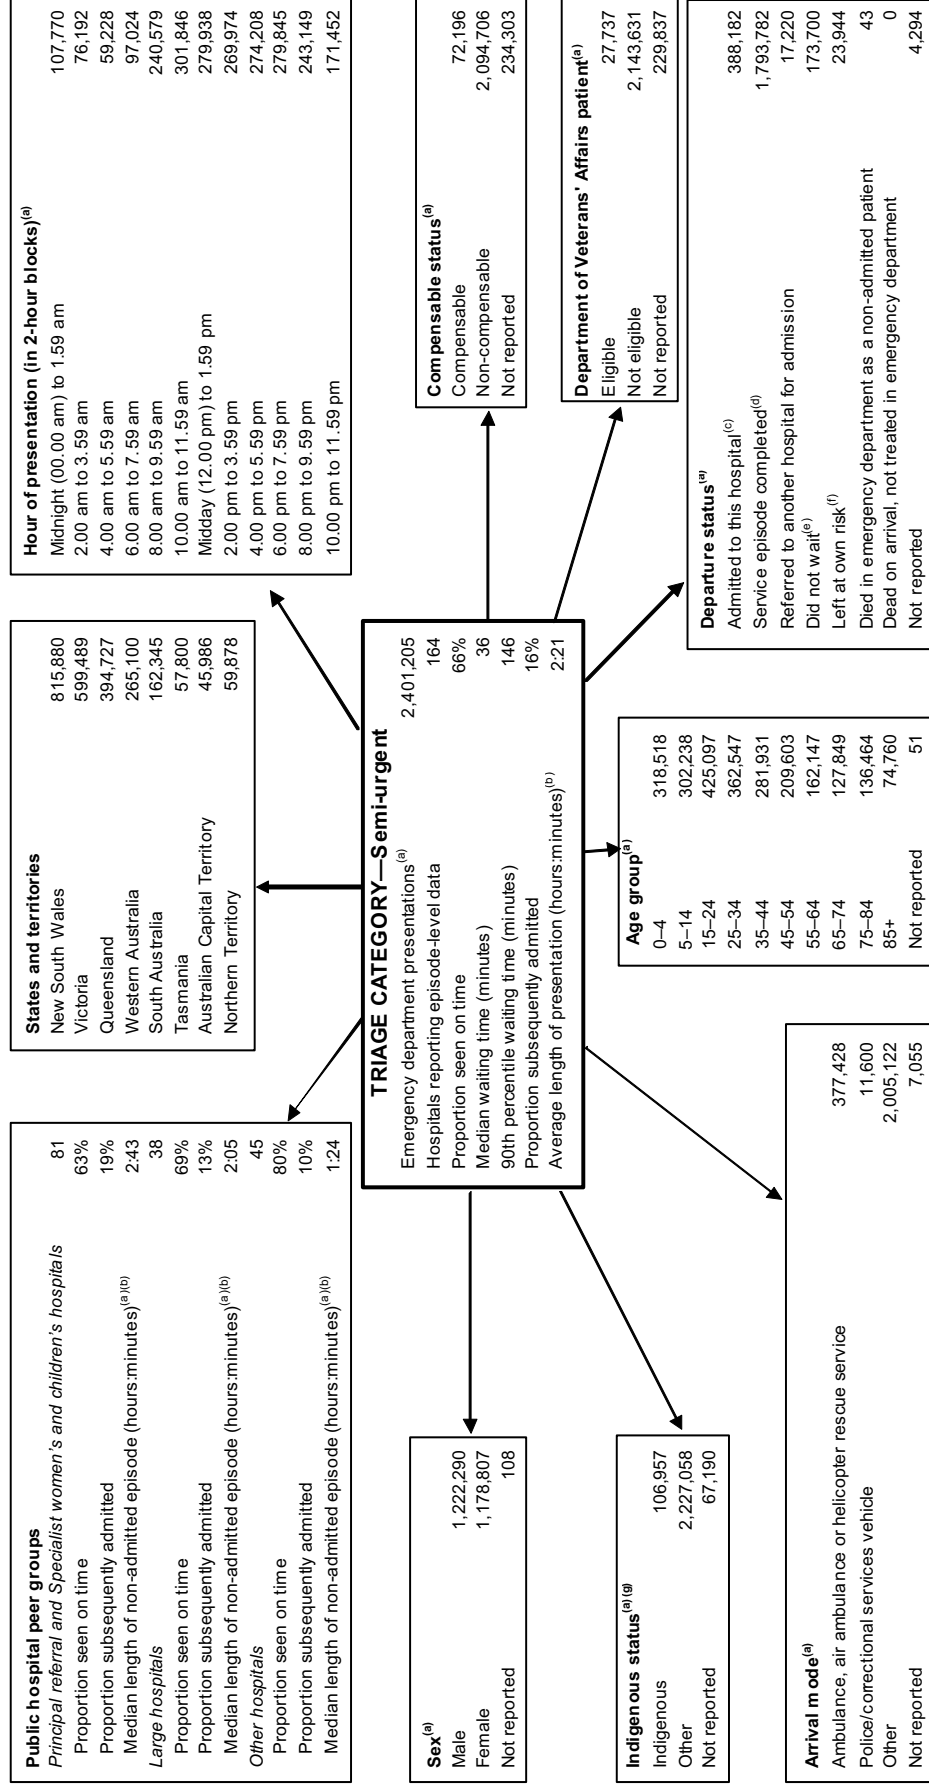 Public hospital peer groups
Principal referral and Specialist women's and children's hospitals 81
Proportion seen on time 63%
Proportion subsequently admitted 19%
Median length of non-admitted episode (hours:minutes)(a)(b) 2:43
Large hospitals 38
Proportion seen on time 69%
Proportion subsequently admitted 13%
Median length of non-admitted episode (hours:minutes)(a)(b) 2:05
Other hospitals 45
Proportion seen on time 80%
Proportion subsequently admitted 10%
Median length of non-admitted episode (hours:minutes)(a)(b) 1:24
States and territories
New South Wales 815,880
Victoria 599,489
Queensland 394,727
Western Australia 265,100
South Australia 162,345
Tasmania 57,800
Australian Capital Territory 45,986
Northern Territory 59,878
Hour of presentation (in 2-hour blocks)(a)
Midnight (00.00 am) to 1.59 am 107,770
2.00 am to 3.59 am 76,192
4.00 am to 5.59 am 59,228
6.00 am to 7.59 am 97,024
8.00 am to 9.59 am 240,579
10.00 am to 11.59 am 301,846
Midday (12.00 pm) to 1.59 pm 279,938
2.00 pm to 3.59 pm 269,974
4.00 pm to 5.59 pm 274,208
6.00 pm to 7.59 pm 279,845
8.00 pm to 9.59 pm 243,149
10.00 pm to 11.59 pm 171,452
Sex(a)
Male 1,222,290
Female 1,178,807
Not reported 108
TRIAGE CATEGORY—Semi-urgent
Emergency department presentations(a) 2,401,205
Hospitals reporting episode-level data 164
Proportion seen on time 66%
Median waiting time (minutes) 36
90th percentile waiting time (minutes) 146
Proportion subsequently admitted 16%
Average length of presentation (hours:minutes)(b) 2:21
Compensable status(a)
Compensable 72,196
Non-compensable 2,094,706
Not reported 234,303
Department of Veterans' Affairs patient(a)
Eligible 27,737
Not eligible 2,143,631
Not reported 229,837
Indigenous status(a)(g)
Indigenous 106,957
Other 2,227,058
Not reported 67,190
Arrival mode(a)
Ambulance, air ambulance or helicopter rescue service 377,428
Police/correctional services vehicle 11,600
Other 2,005,122
Not reported 7,055
Age group(a)
0–4 318,518
5–14 302,238
15–24 425,097
25–34 362,547
35–44 281,931
45–54 209,603
55–64 162,147
65–74 127,849
75–84 136,464
85+ 74,760
Not reported 51
Departure status(a)
Admitted to this hospital(c) 388,182
Service episode completed(d) 1,793,782
Referred to another hospital for admission 17,220
Did not wait(e) 173,700
Left at own risk(f) 23,944
Died in emergency department as a non-admitted patient 43
Dead on arrival, not treated in emergency department 0
Not reported 4,294